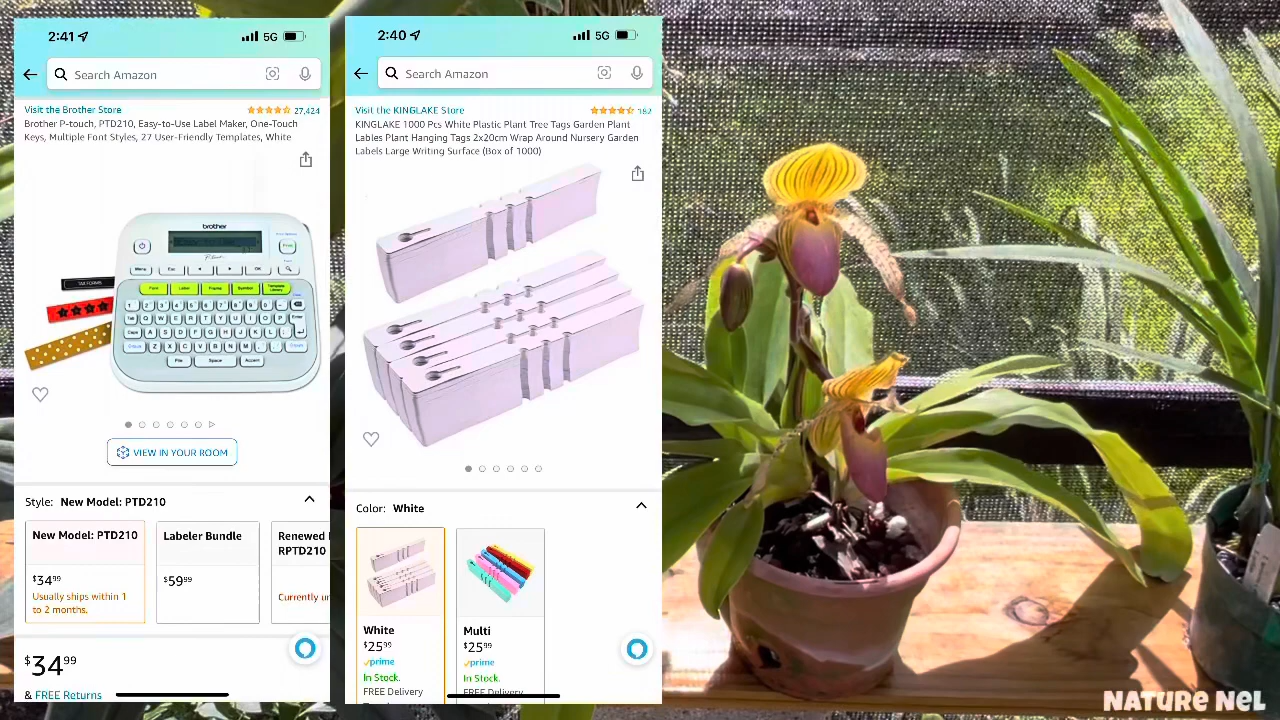 2:41
5G
Search Amazon
Visit the Brother Store
27,424
Brother P-touch, PTD210, Easy-to-Use Label Maker, One-Touch
Keys, Multiple Font Styles, 27 User-Friendly Templates, White
brother
TAX FORMS
VIEW IN YOUR ROOM
Style: New Model: PTD210
New Model: PTD210
$34.99
Usually ships within 1
to 2 months.
Labeler Bundle
$59.99
Renewed
RPTD210
Currently
$34.99
& FREE Returns
2:40
5G
Search Amazon
Visit the KINGLAKE Store
182
KINGLAKE 1000 Pcs White Plastic Plant Tree Tags Garden Plant
Lables Plant Hanging Tags 2x20cm Wrap Around Nursery Garden
Labels Large Writing Surface (Box of 1000)
Color: White
White
$25.99
prime
In Stock.
FREE Delivery
Multi
$25.99
prime
In Stock.
FREE Delivery
NATURE NEL